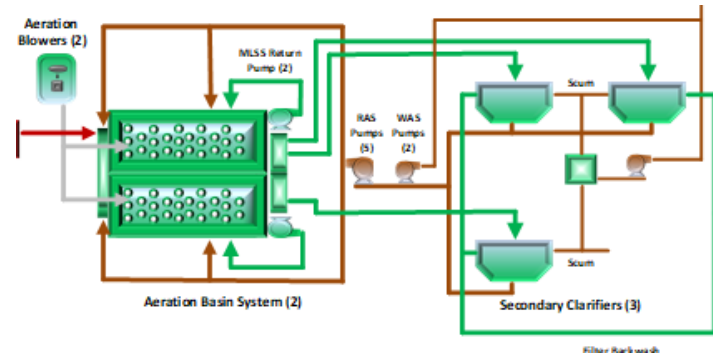 Aeration
Blowers (2)
MLSS Return
Pump (2)
RAS
Pumps
(5)
WAS
Pumps
(2)
Scum
Scum
Aeration Basin System (2)
Secondary Clarifiers (3)
Filter Backwash